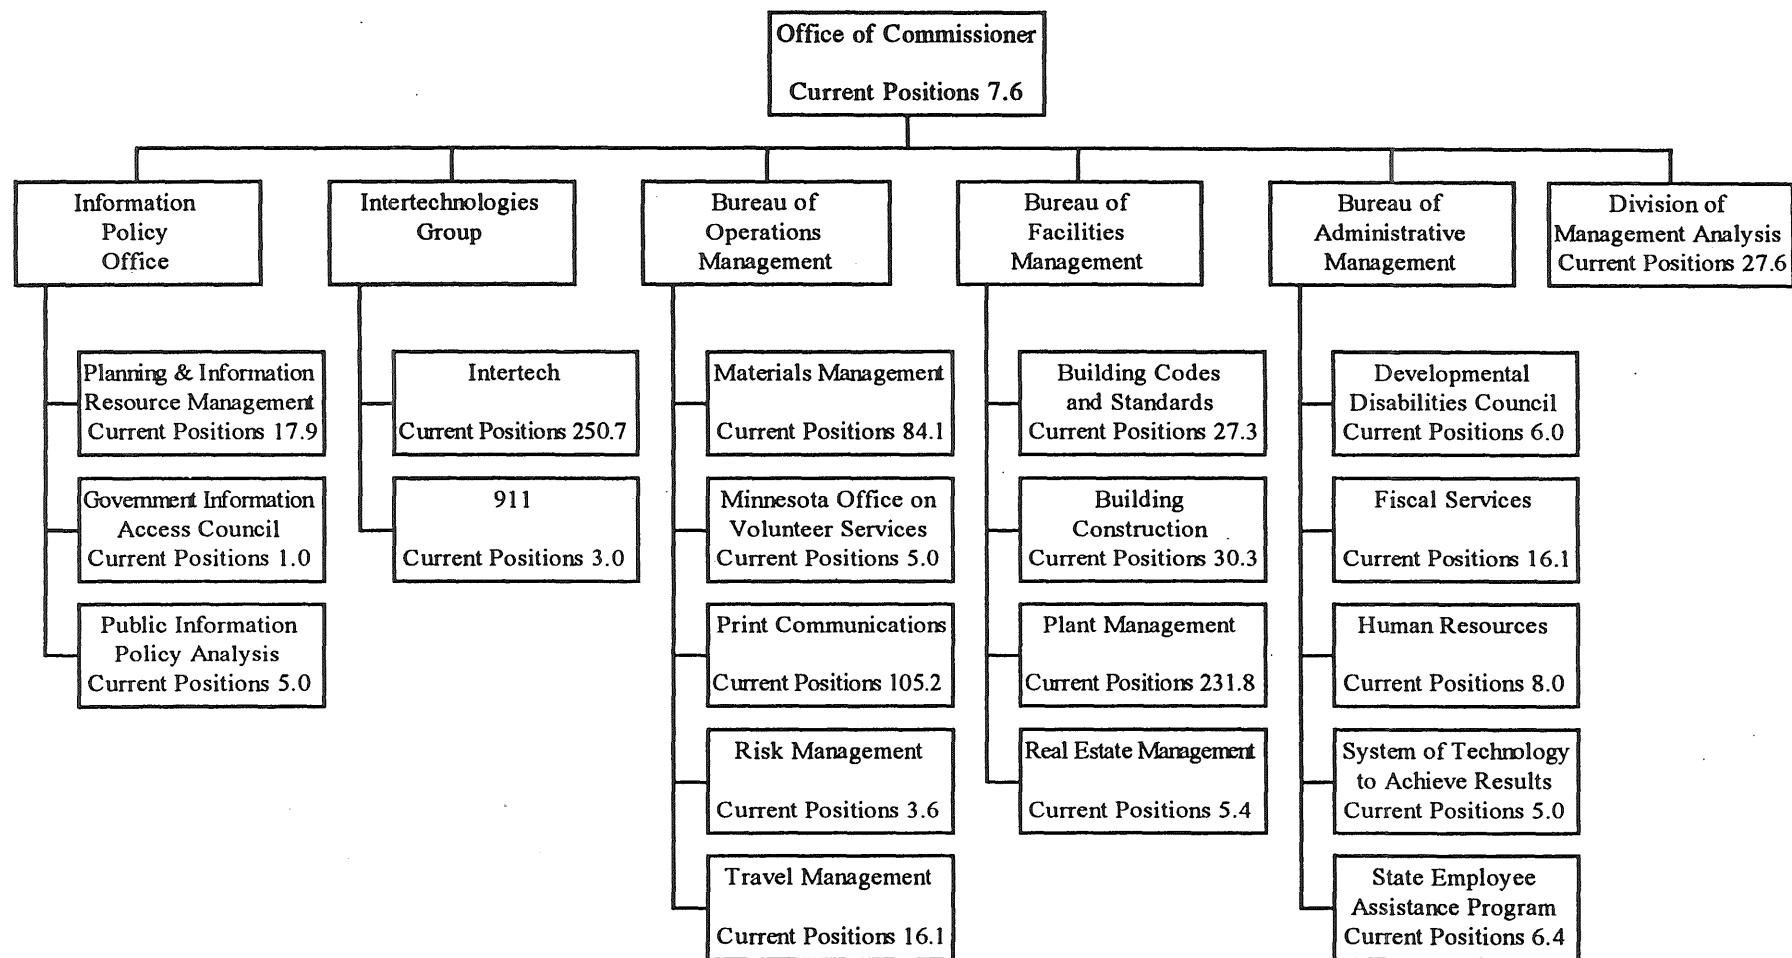 Office of Commissioner
Current Positions 7.6
Information
Policy
Office
Intertechnologies
Group
Bureau of
Operations
Management
Bureau of
Facilities
Management
Bureau of
Administrative
Management
Division of
Management Analysis
Current Positions 27.6
Planning & Information
Resource Management
Current Positions 17.9
Government Information
Access Council
Current Positions 1.0
Public Information
Policy Analysis
Current Positions 5.0
Intertech
Current Positions 250.7
911
Current Positions 3.0
Materials Management
Current Positions 84.1
Minnesota Office on
Volunteer Services
Current Positions 5.0
Print Communications
Current Positions 105.2
Risk Management
Current Positions 3.6
Travel Management
Current Positions 16.1
Building Codes
and Standards
Current Positions 27.3
Building
Construction
Current Positions 30.3
Plant Management
Current Positions 231.8
Real Estate Management
Current Positions 5.4
Developmental
Disabilities Council
Current Positions 6.0
Fiscal Services
Current Positions 16.1
Human Resources
Current Positions 8.0
System of Technology
to Achieve Results
Current Positions 5.0
State Employee
Assistance Program
Current Positions 6.4